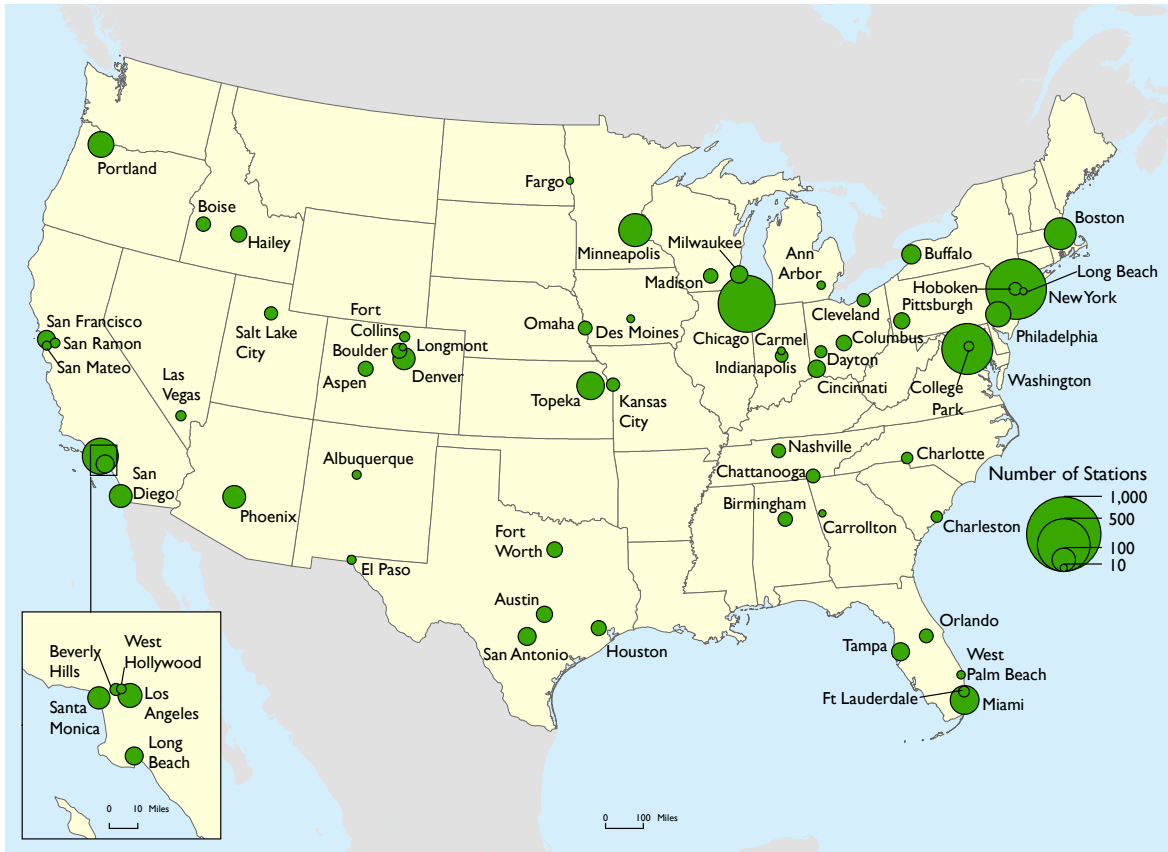 Portland
Boise
Hailey
Fargo
Minneapolis
Milwaukee
Madison
Ann
Arbor
Buffalo
Boston
Long Beach
Hoboken
New York
Pittsburgh
Philadelphia
Cleveland
Columbus
San Francisco
San Ramon
San Mateo
Salt Lake
City
Fort
Collins
Longmont
Boulder
Aspen
Denver
Omaha
Des Moines
Chicago
Carmel
Indianapolis
Dayton
Cincinnati
College
Park
Washington
Las
Vegas
Topeka
Kansas
City
Nashville
Chattanooga
Charlotte
Albuquerque
San
Diego
Phoenix
Birmingham
Carrollton
Charleston
Number of Stations
1,000
500
100
10
Fort
Worth
El Paso
Austin
San Antonio
Houston
Orlando
Tampa
West
Palm Beach
Ft Lauderdale
Miami
Beverly
Hills
West
Hollywood
Santa
Monica
Los
Angeles
Long
Beach
0 10 Miles
0 100 Miles